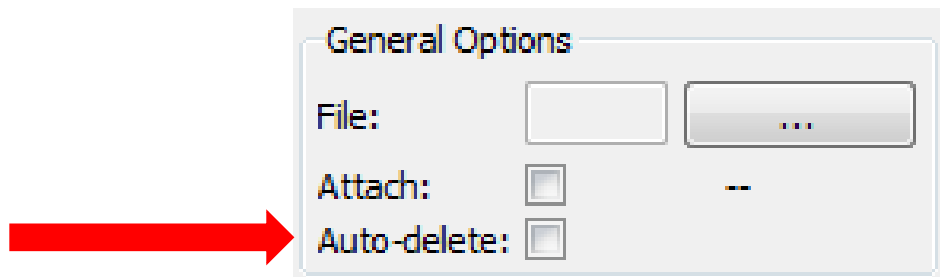 General Options
File: ...
Attach: --
Auto-delete: